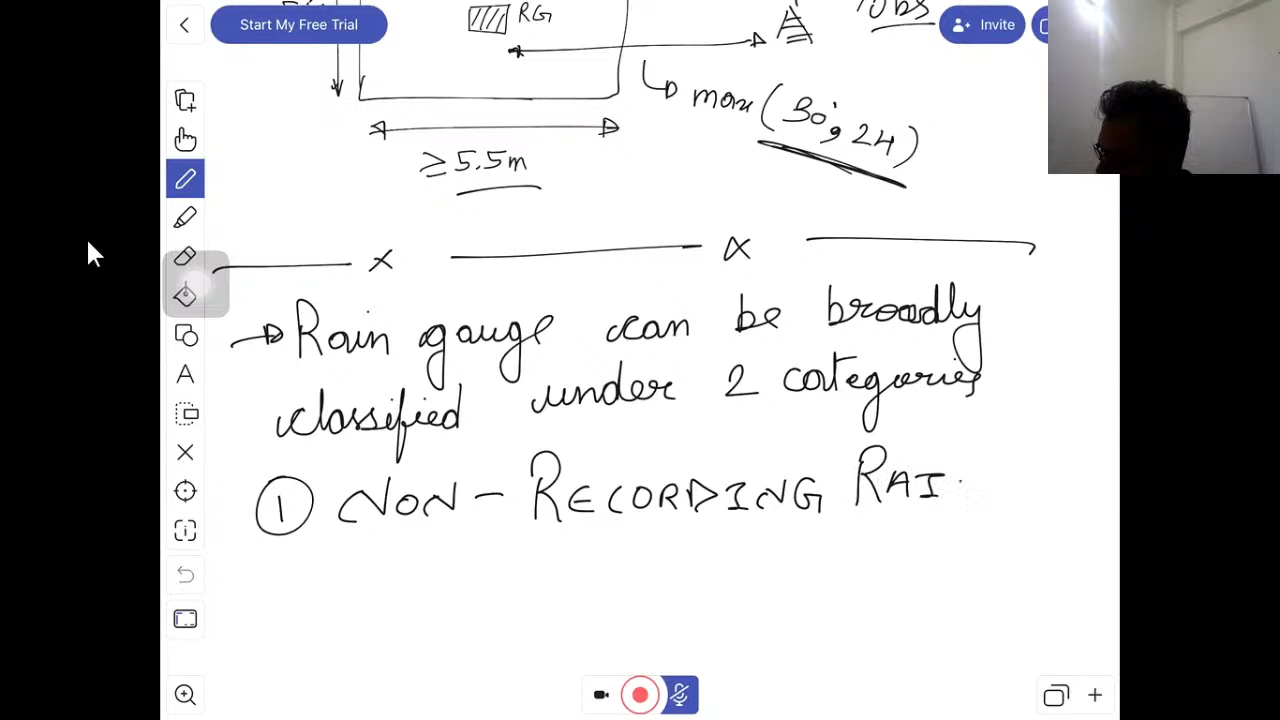 Start My Free Trial
RG
A
Invite
max (30, 24)
≥ 5.5m
x x
→ Rain gauge can be broadly
classified under 2 categories
① NON - RECORDING RAI